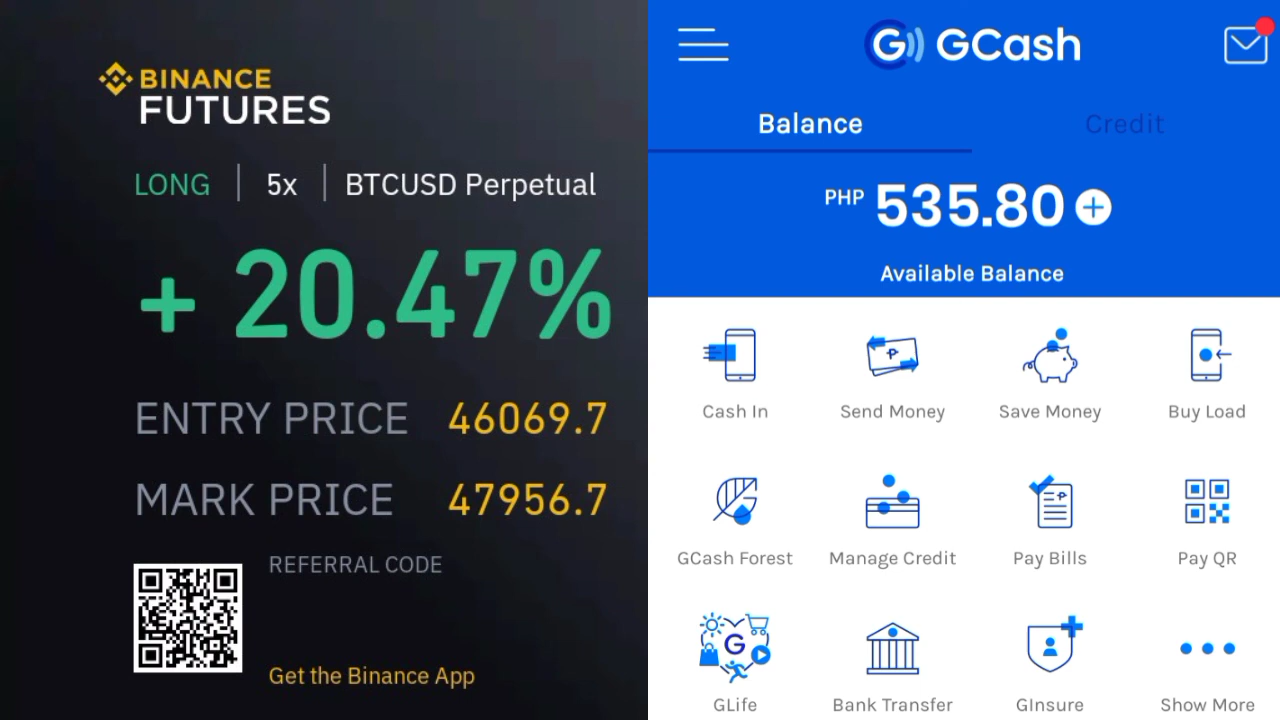 BINANCE
FUTURES
LONG | 5x | BTCUSD Perpetual
+ 20.47%
ENTRY PRICE 46069.7
MARK PRICE 47956.7
REFERRAL CODE
Get the Binance App
G GCash
Balance Credit
PHP 535.80
Available Balance
Cash In Send Money Save Money Buy Load
GCash Forest Manage Credit Pay Bills Pay QR
G
GLife Bank Transfer GInsure Show More